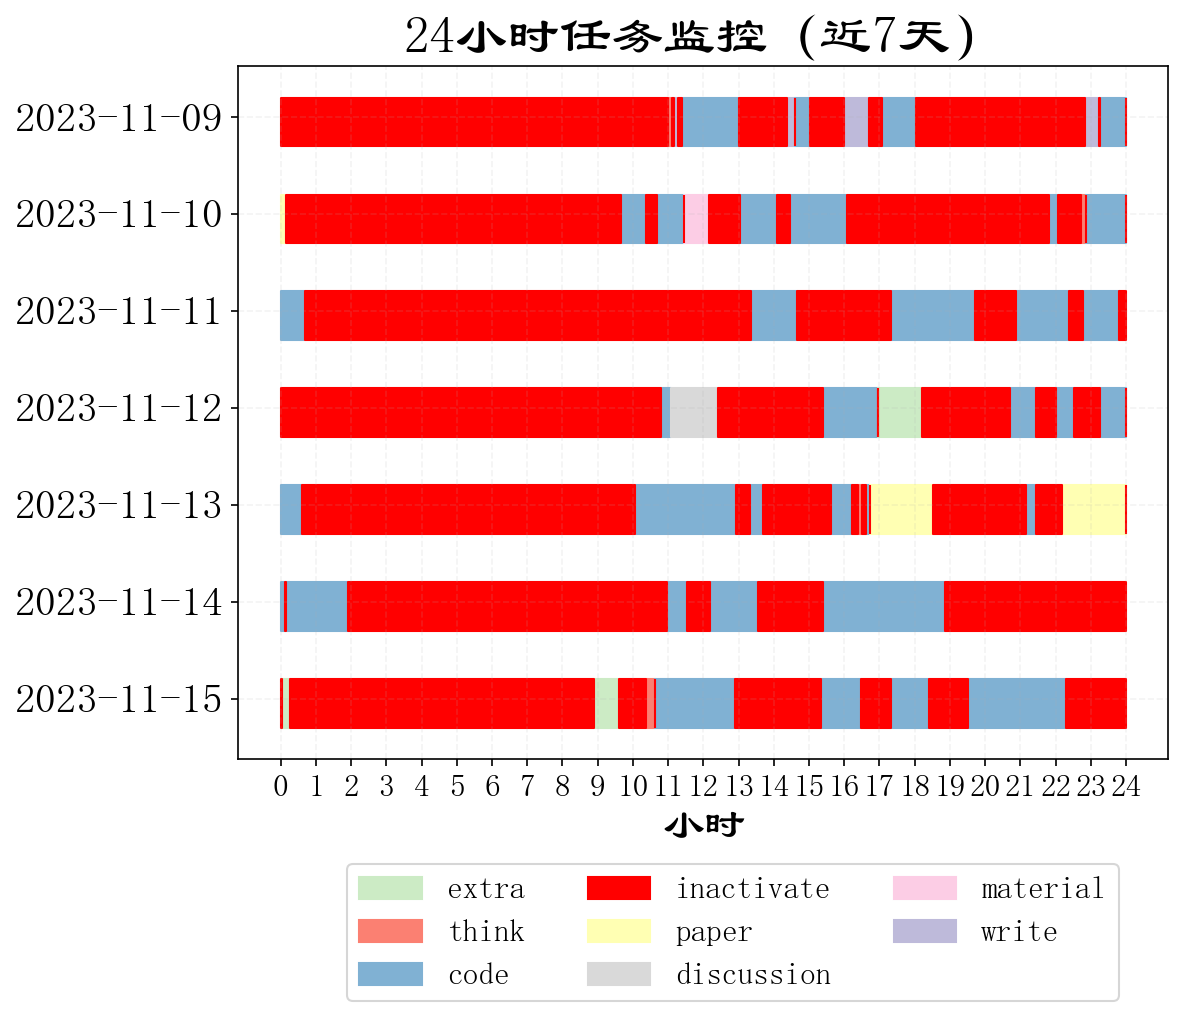 24小时任务监控 (近7天)
2023-11-09
2023-11-10
2023-11-11
2023-11-12
2023-11-13
2023-11-14
2023-11-15
0 1 2 3 4 5 6 7 8 9 10 11 12 13 14 15 16 17 18 19 20 21 22 23 24
小时
extra inactivate material
think paper write
code discussion